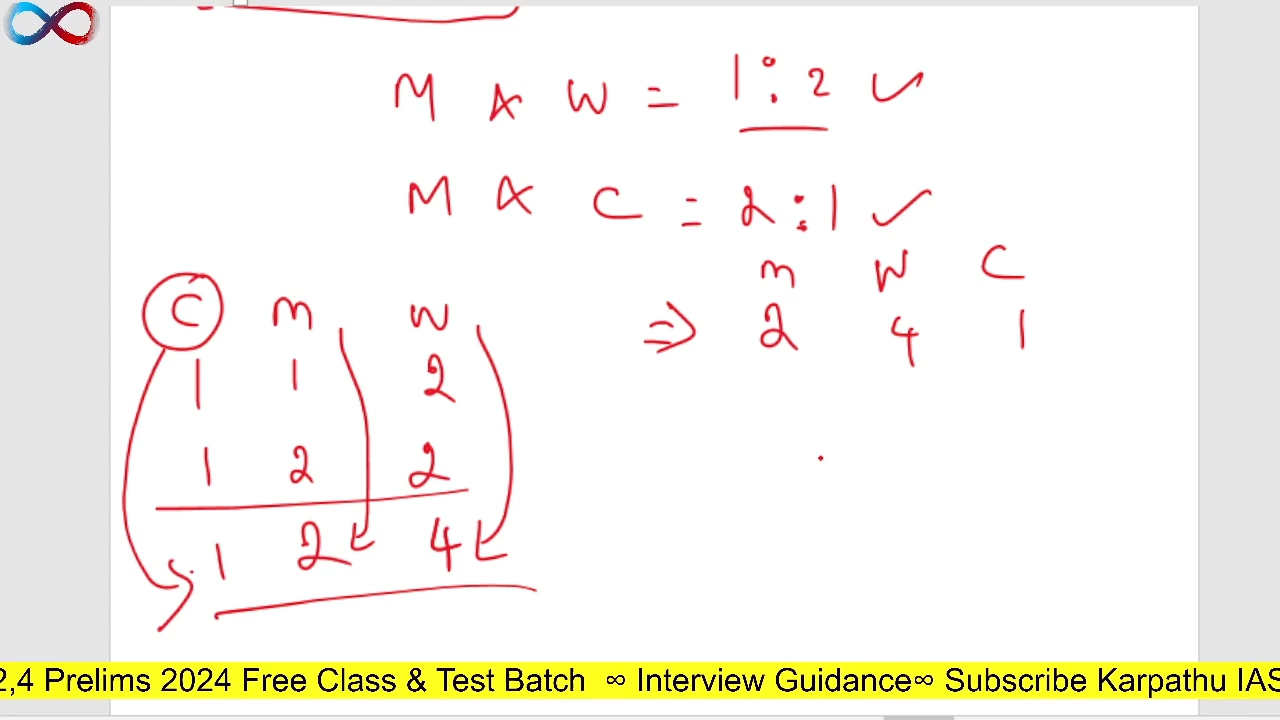 M & W = 1 : 2 ✓
M & C = 2 : 1 ✓
m W C
⇒ 2 4 1
C m W
1 1 2
1 2 2
1 2 4
2,4 Prelims 2024 Free Class & Test Batch ∞ Interview Guidance∞ Subscribe Karpathu IAS